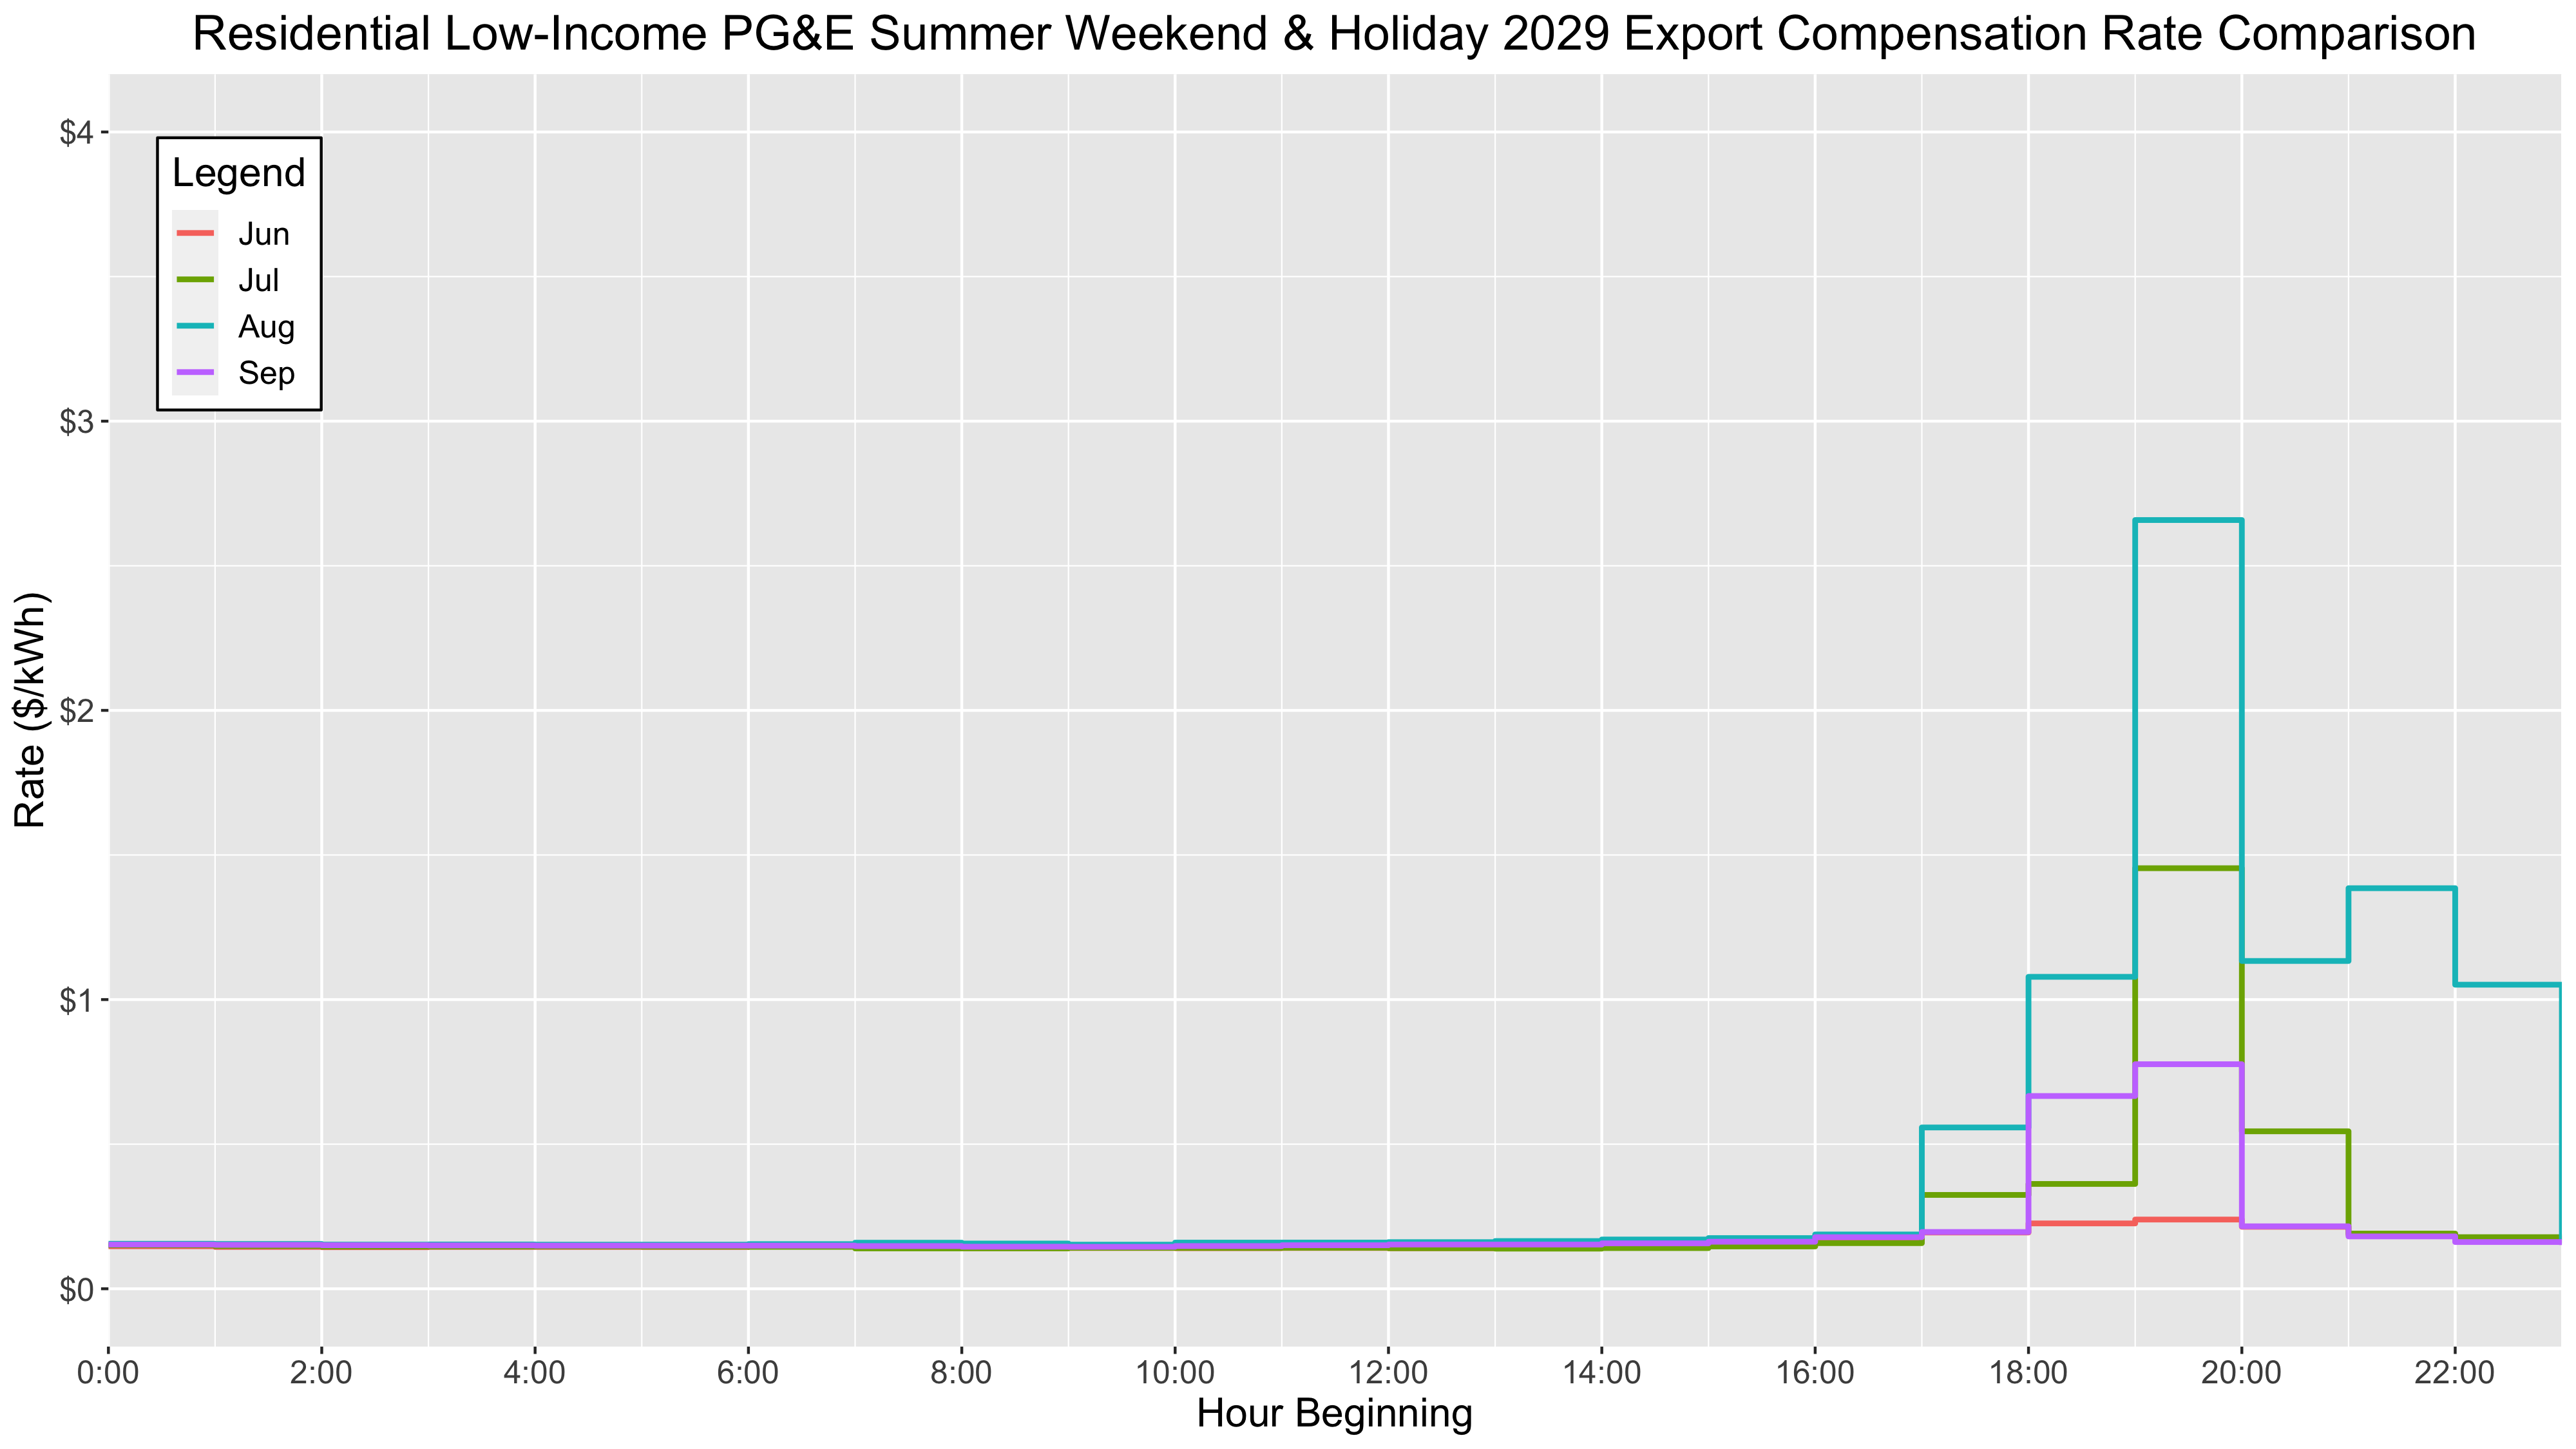 Residential Low-Income PG&E Summer Weekend & Holiday 2029 Export Compensation Rate Comparison
$4
$3
$2
$1
$0
Rate ($/kWh)
Legend
Jun
Jul
Aug
Sep
0:00 2:00 4:00 6:00 8:00 10:00 12:00 14:00 16:00 18:00 20:00 22:00
Hour Beginning